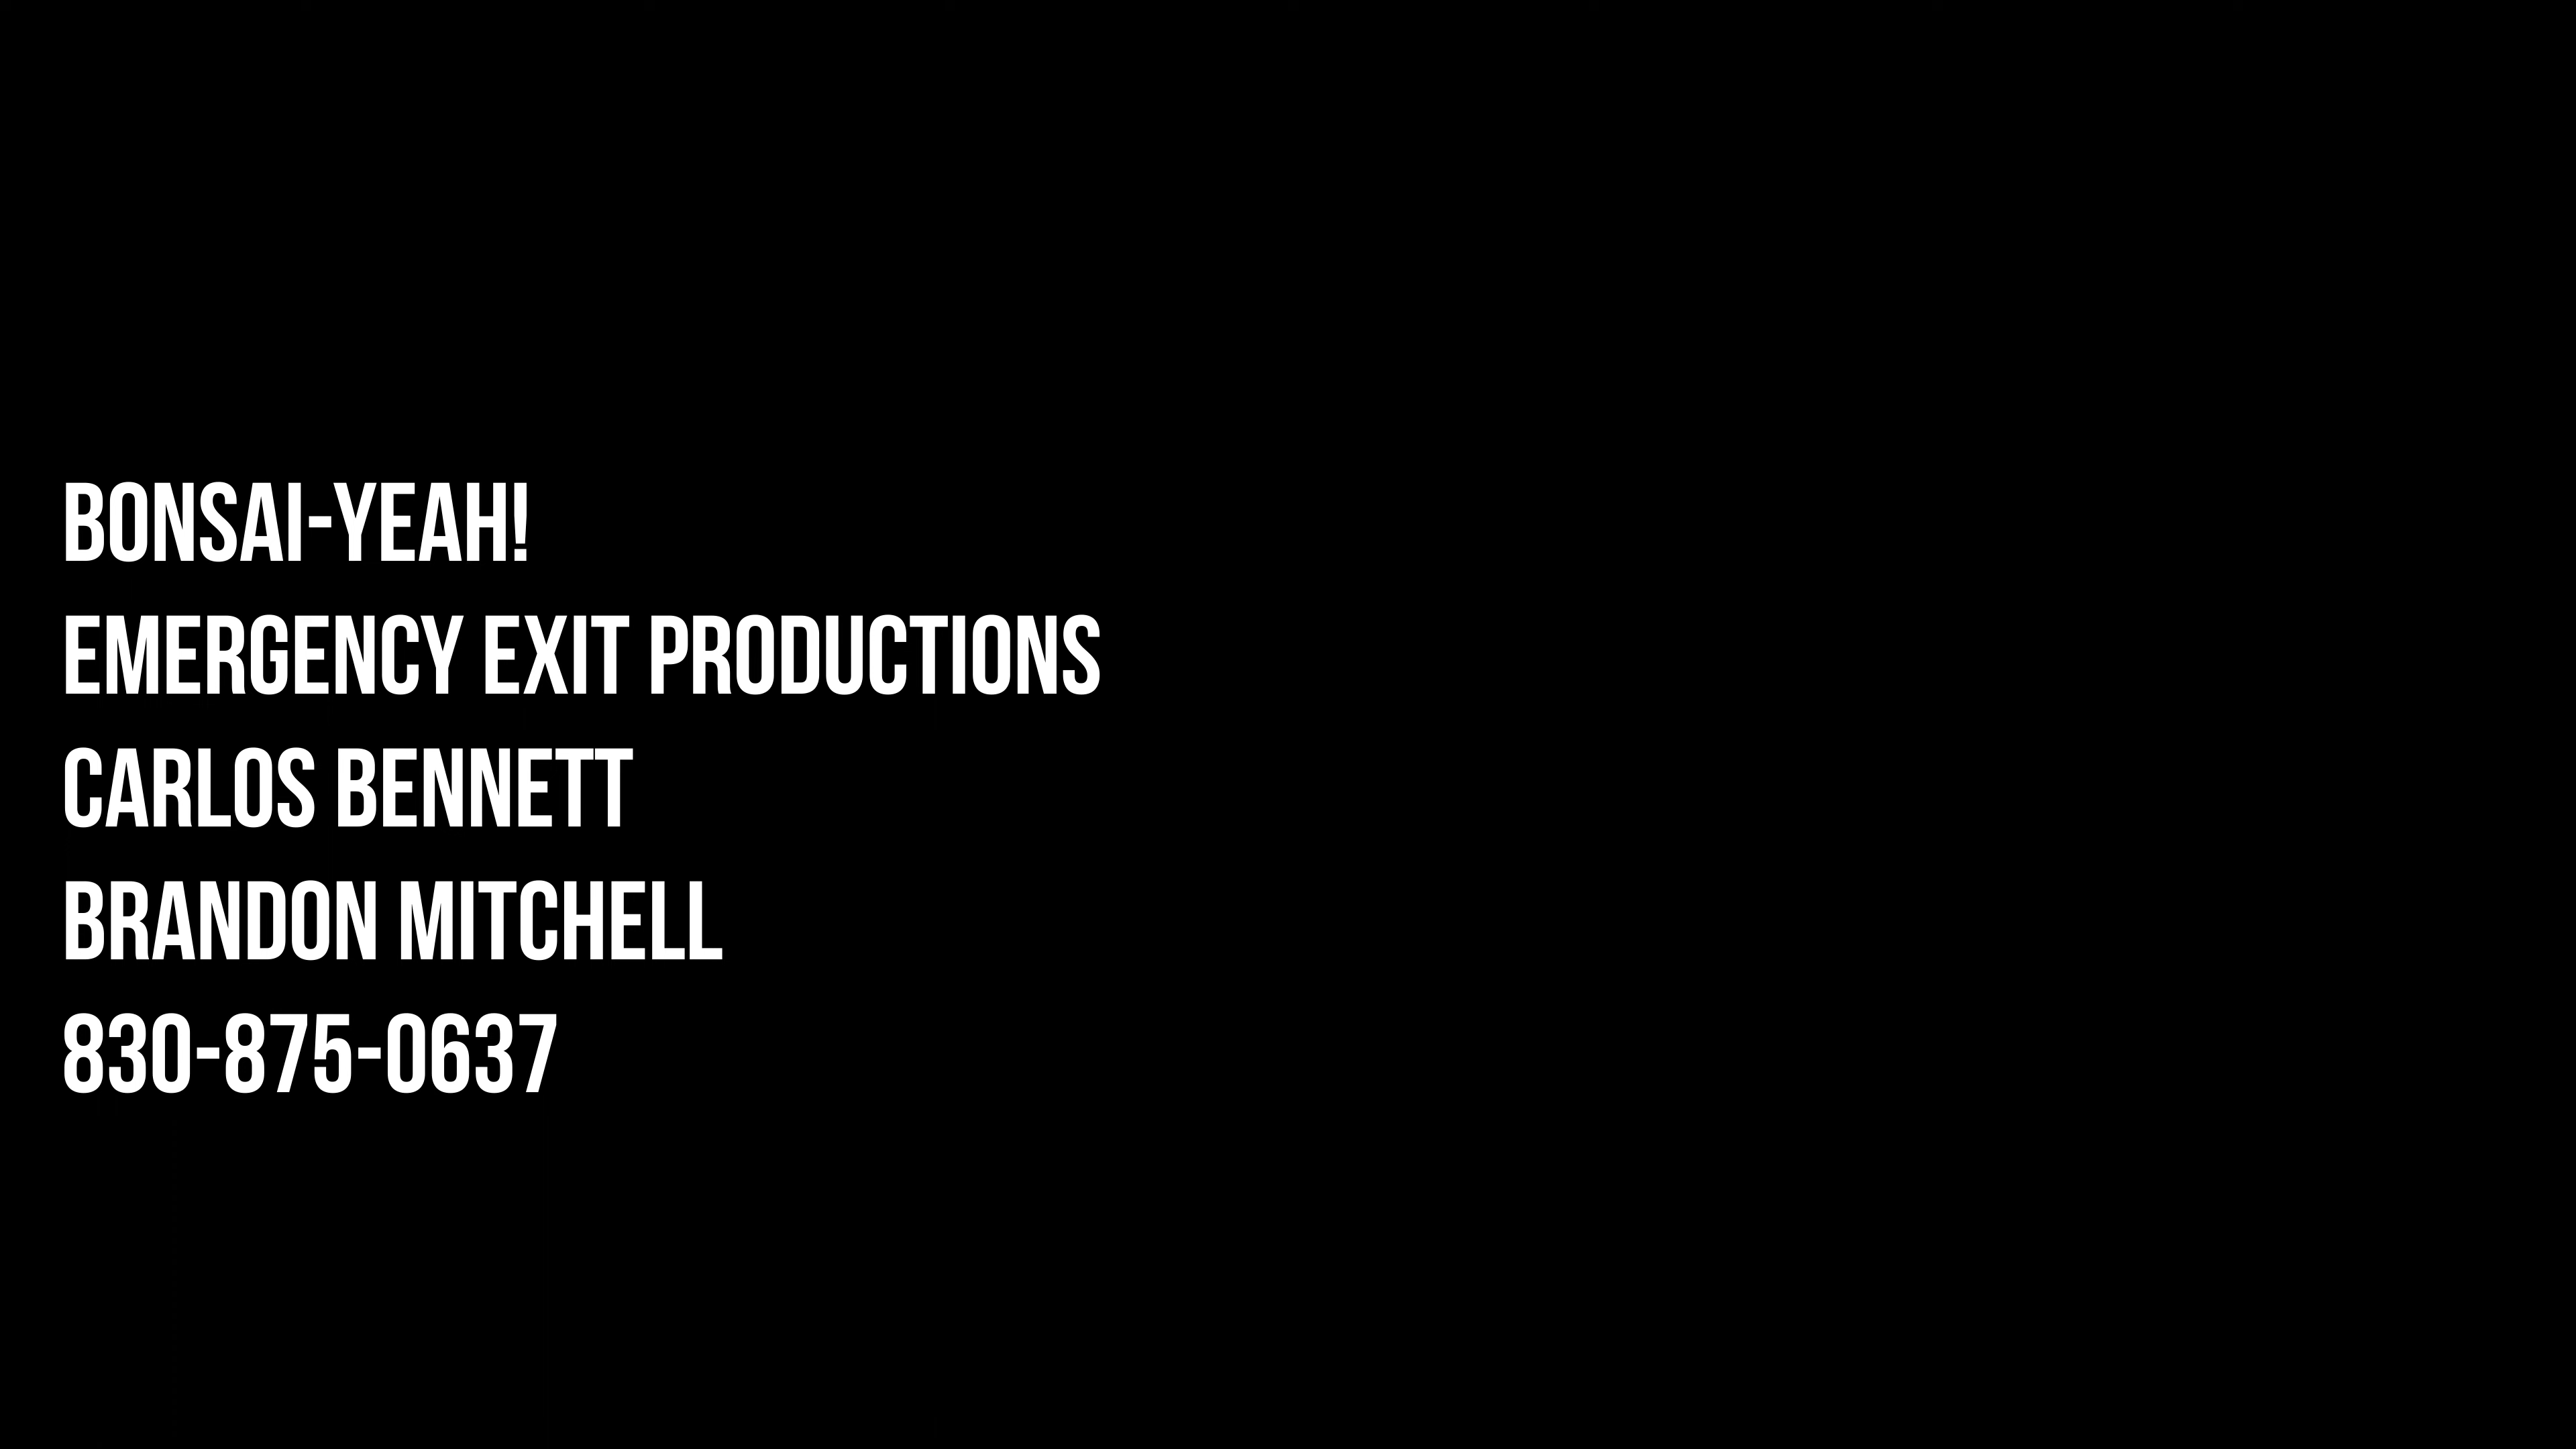 BONSAI-YEAH!
EMERGENCY EXIT PRODUCTIONS
CARLOS BENNETT
BRANDON MITCHELL
830-875-0637